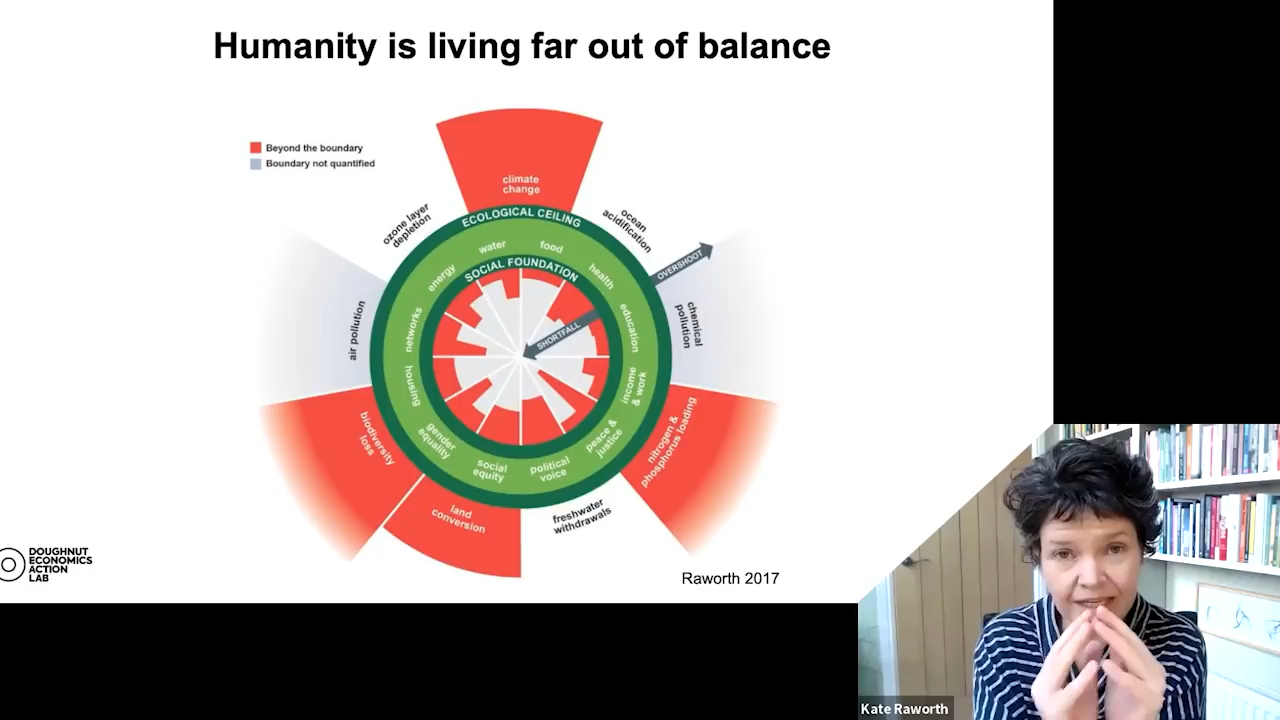 Humanity is living far out of balance
Beyond the boundary
Boundary not quantified
climate
change
ozone layer
depletion
ocean
acidification
ECOLOGICAL CEILING
OVERSHOOT
water
food
energy
health
SOCIAL FOUNDATION
SHORTFALL
networks
education
air pollution
chemical
pollution
housing
income
& work
biodiversity
loss
gender
equality
peace &
justice
nitrogen &
phosphorus loading
social
equity
political
voice
land
conversion
freshwater
withdrawals
DOUGHNUT
ECONOMICS
ACTION
LAB
Raworth 2017
Kate Raworth